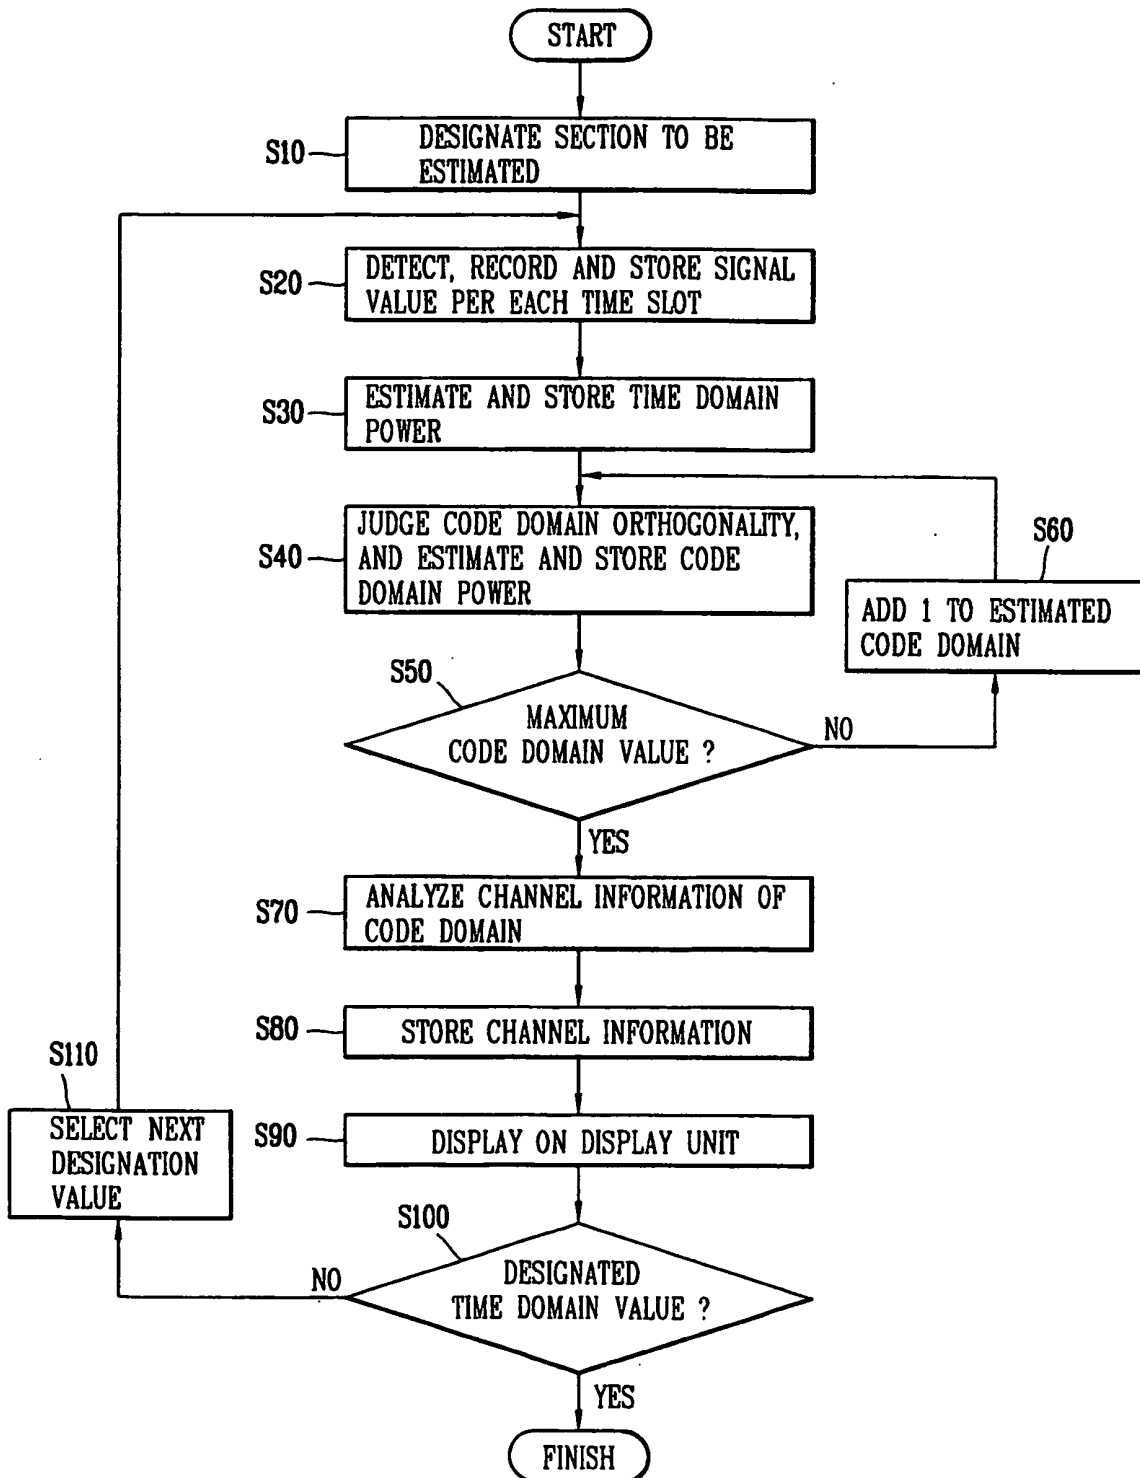 START
S10
DESIGNATE SECTION TO BE
ESTIMATED
S20
DETECT, RECORD AND STORE SIGNAL
VALUE PER EACH TIME SLOT
S30
ESTIMATE AND STORE TIME DOMAIN
POWER
S40
JUDGE CODE DOMAIN ORTHOGONALITY,
AND ESTIMATE AND STORE CODE
DOMAIN POWER
S60
ADD 1 TO ESTIMATED
CODE DOMAIN
S50
MAXIMUM
CODE DOMAIN VALUE ?
NO
YES
S70
ANALYZE CHANNEL INFORMATION OF
CODE DOMAIN
S80
STORE CHANNEL INFORMATION
S110
SELECT NEXT
DESIGNATION
VALUE
S90
DISPLAY ON DISPLAY UNIT
S100
DESIGNATED
TIME DOMAIN VALUE ?
NO
YES
FINISH